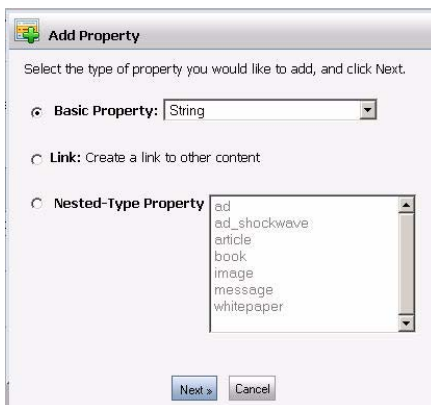 Add Property
Select the type of property you would like to add, and click Next.
Basic Property: String
Link: Create a link to other content
Nested-Type Property
ad
ad_shockwave
article
book
image
message
whitepaper
Next »
Cancel